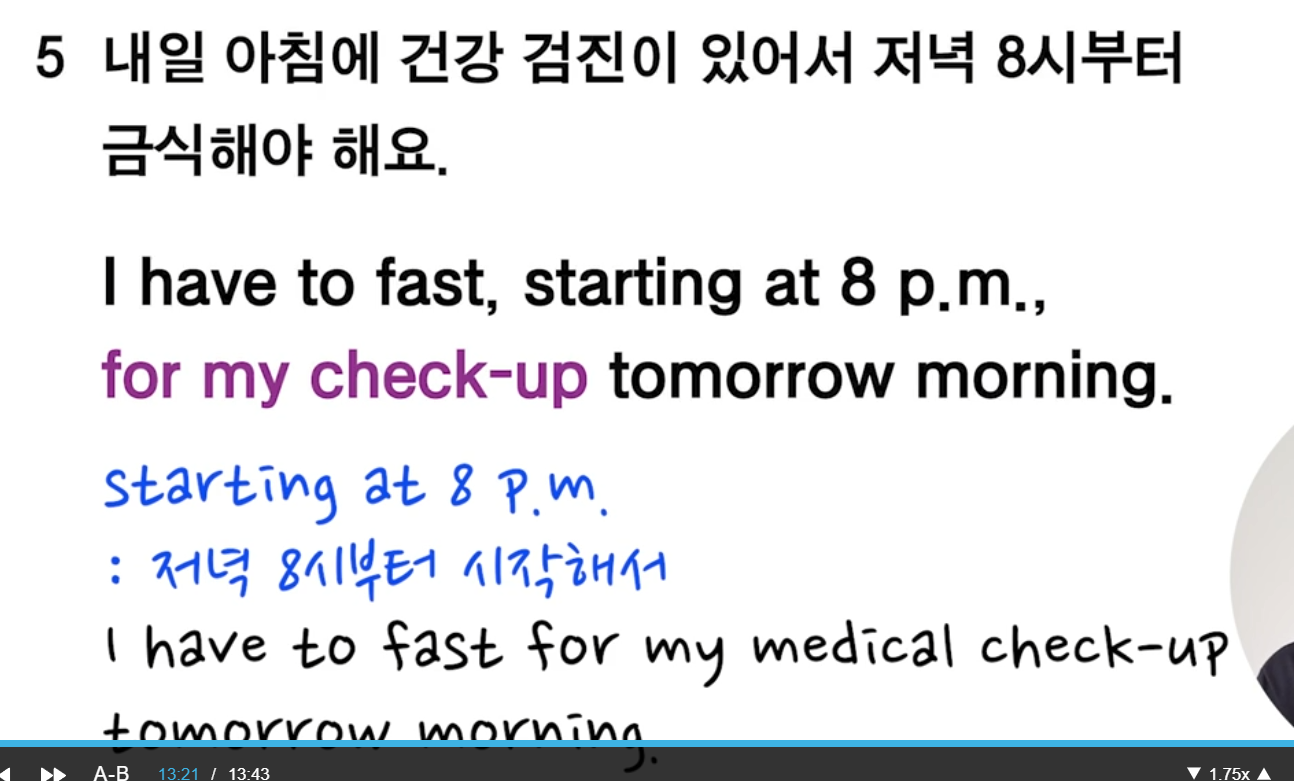 5 내일 아침에 건강 검진이 있어서 저녁 8시부터
금식해야 해요.
I have to fast, starting at 8 p.m.,
for my check-up tomorrow morning.
starting at 8 p.m.
: 저녁 8시부터 시작해서
I have to fast for my medical check-up
tomorrow morning.
A-B 13:21 / 13:43 ▼ 1.75x ▲